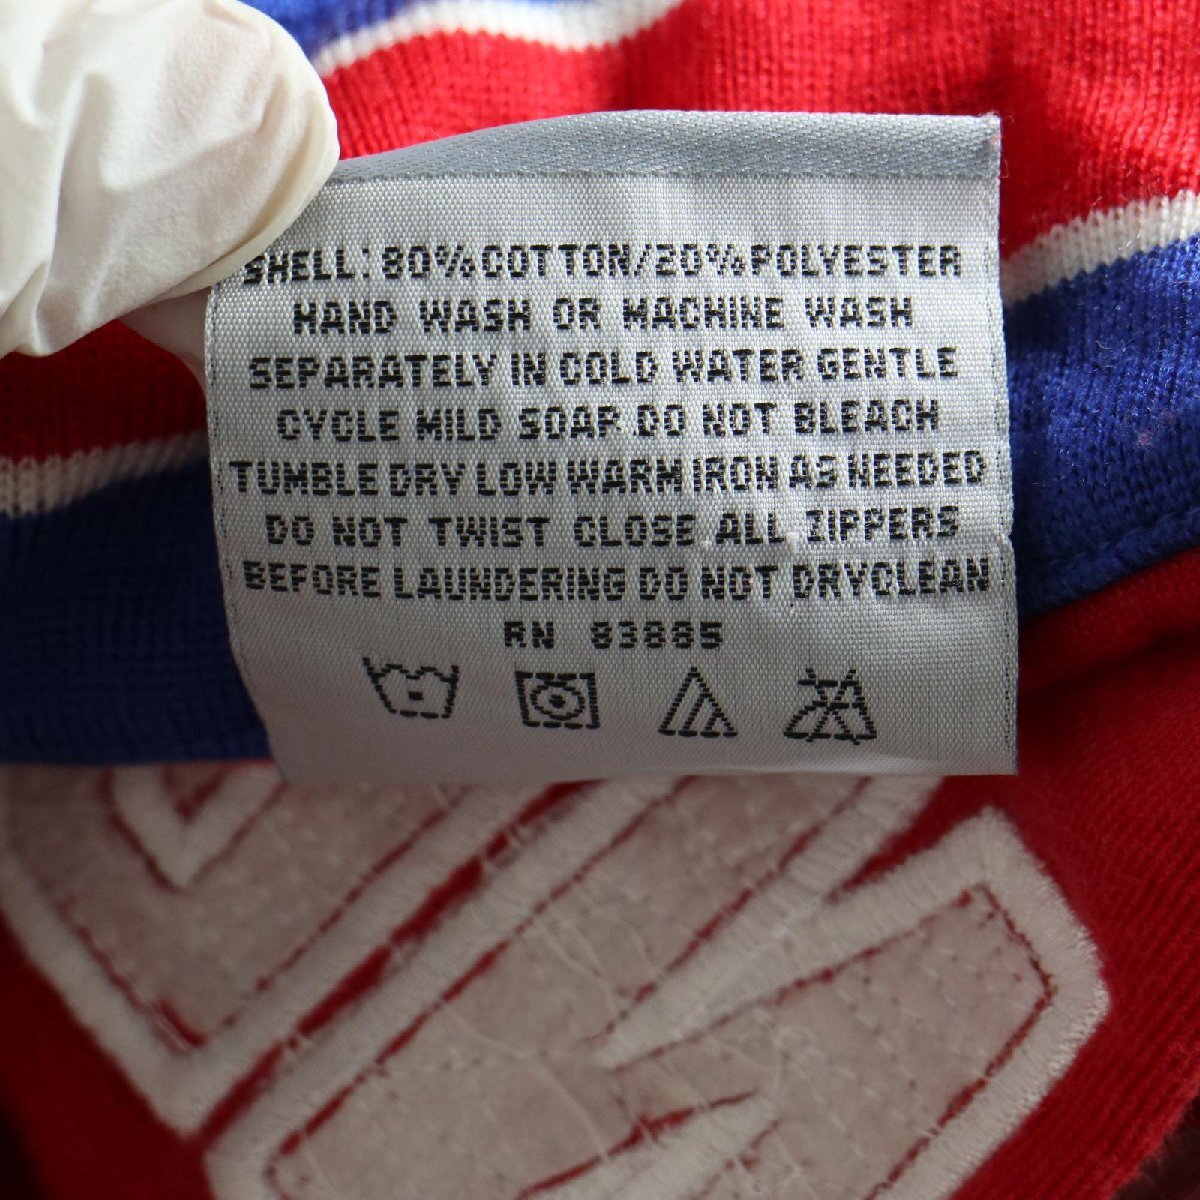 SHELL: 80% COTTON/20% POLYESTER
HAND WASH OR MACHINE WASH
SEPARATELY IN COLD WATER GENTLE
CYCLE MILD SOAP. DO NOT BLEACH
TUMBLE DRY LOW WARM IRON AS NEEDED
DO NOT TWIST CLOSE ALL ZIPPERS
BEFORE LAUNDERING DO NOT DRYCLEAN
RN 83885